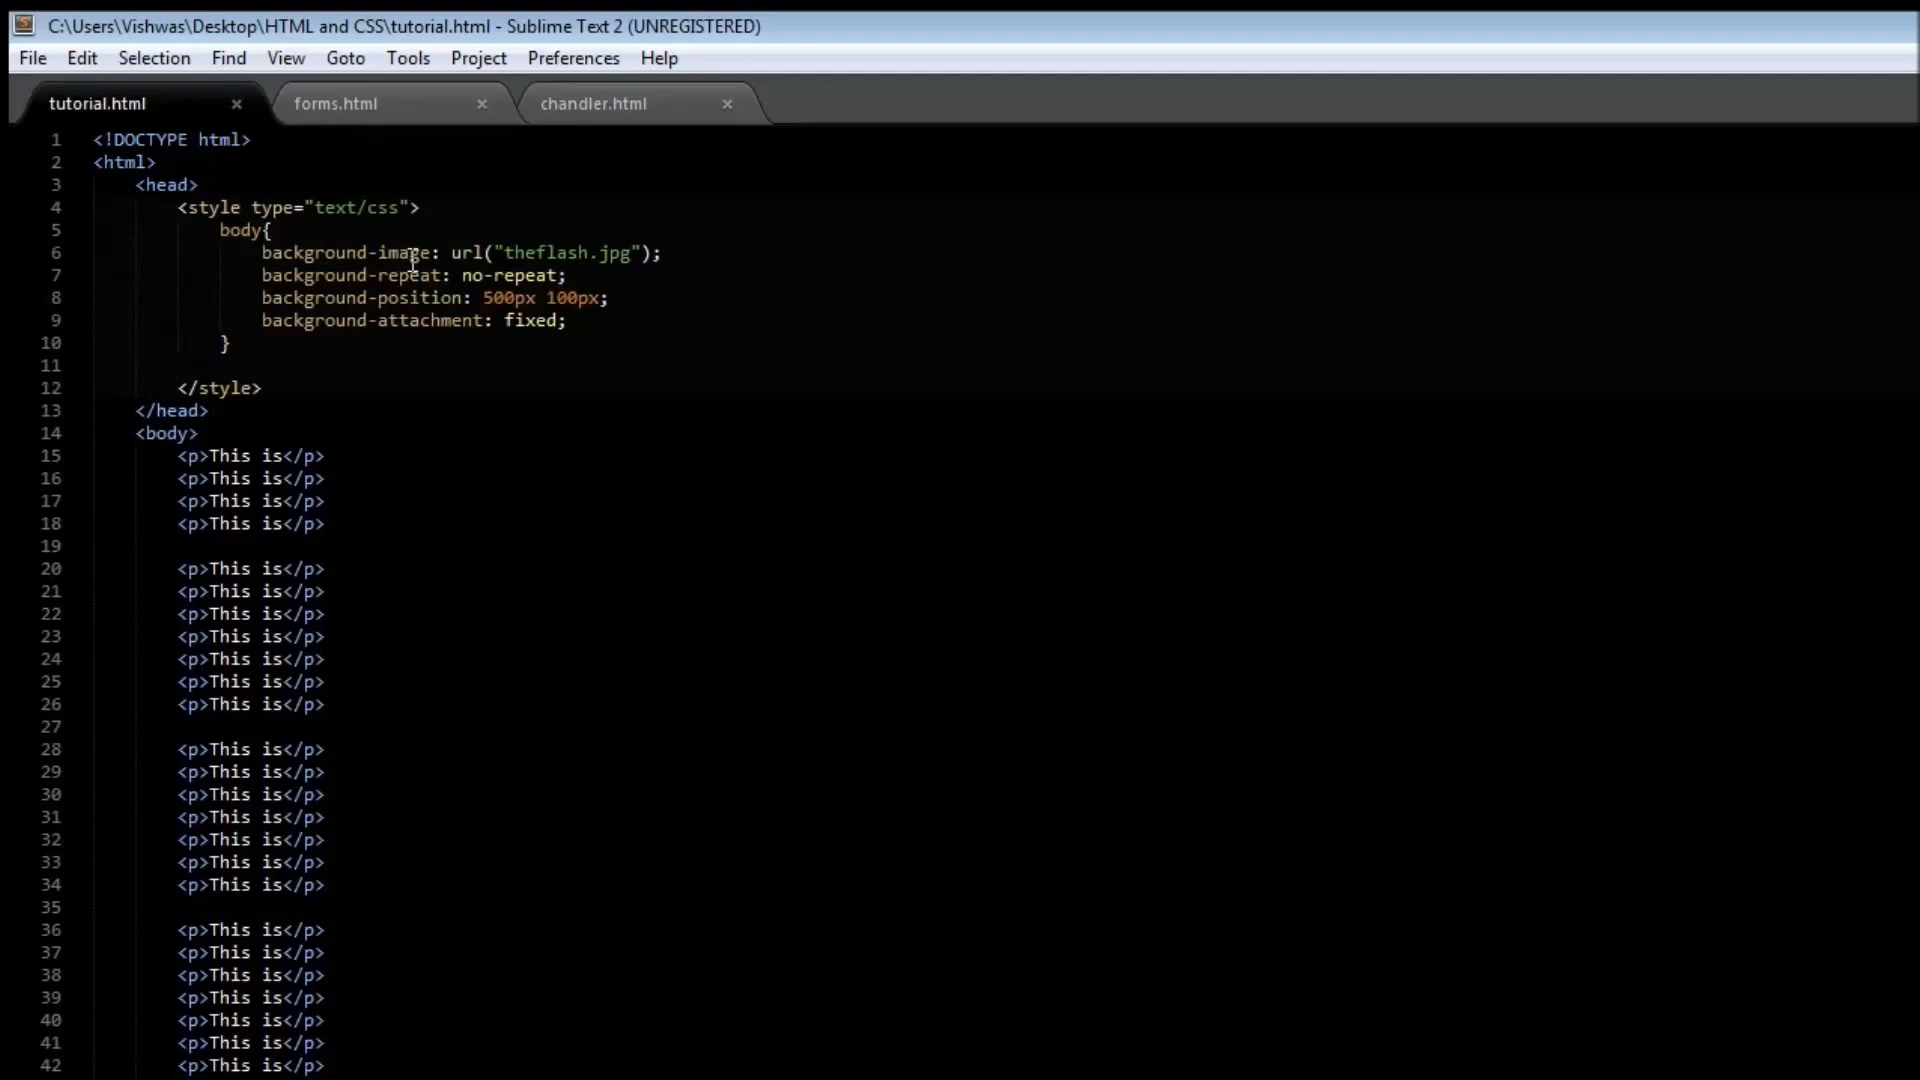 C:\Users\Vishwas\Desktop\HTML and CSS\tutorial.html - Sublime Text 2 (UNREGISTERED)
File Edit Selection Find View Goto Tools Project Preferences Help
tutorial.html × forms.html × chandler.html ×
1 <!DOCTYPE html>
2 <html>
3 <head>
4 <style type="text/css">
5 body{
6 background-image: url("theflash.jpg");
7 background-repeat: no-repeat;
8 background-position: 500px 100px;
9 background-attachment: fixed;
10 }
11
12 </style>
13 </head>
14 <body>
15 <p>This is</p>
16 <p>This is</p>
17 <p>This is</p>
18 <p>This is</p>
19
20 <p>This is</p>
21 <p>This is</p>
22 <p>This is</p>
23 <p>This is</p>
24 <p>This is</p>
25 <p>This is</p>
26 <p>This is</p>
27
28 <p>This is</p>
29 <p>This is</p>
30 <p>This is</p>
31 <p>This is</p>
32 <p>This is</p>
33 <p>This is</p>
34 <p>This is</p>
35
36 <p>This is</p>
37 <p>This is</p>
38 <p>This is</p>
39 <p>This is</p>
40 <p>This is</p>
41 <p>This is</p>
42 <p>This is</p>